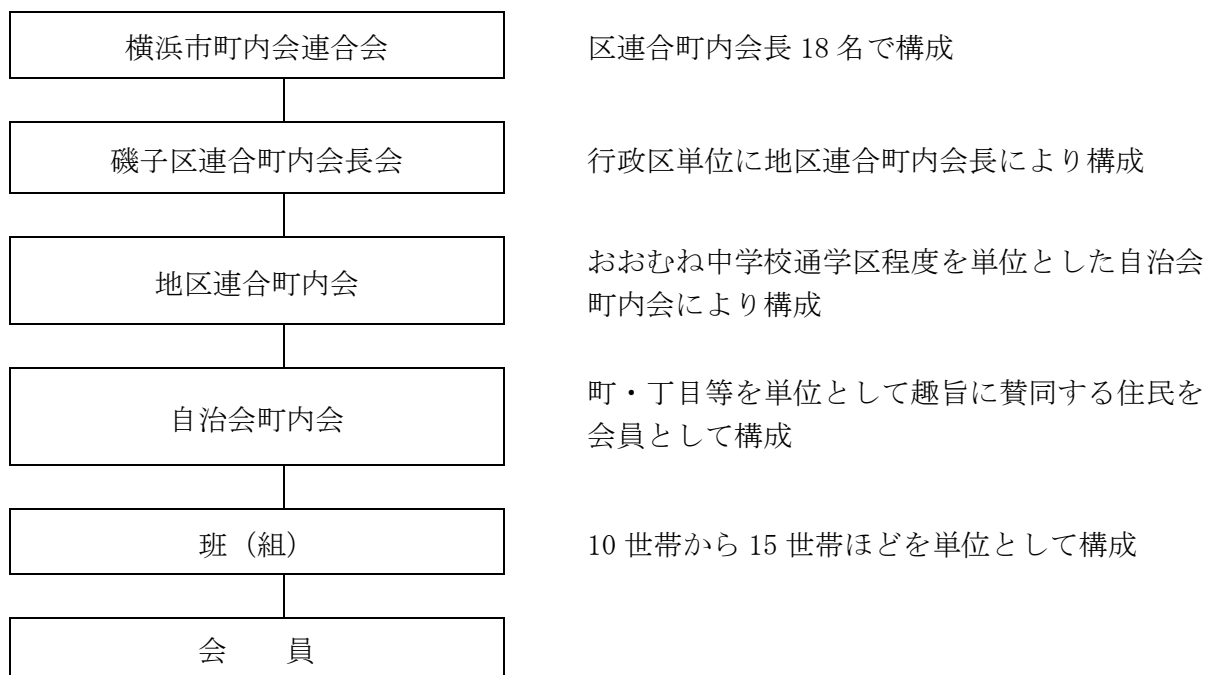 横浜市町内会連合会
区連合町内会長 18 名で構成
磯子区連合町内会長会
行政区単位に地区連合町内会長により構成
地区連合町内会
おおむね中学校通学区程度を単位とした自治会
町内会により構成
自治会町内会
町・丁目等を単位として趣旨に賛同する住民を
会員として構成
班（組）
10 世帯から 15 世帯ほどを単位として構成
会　　員